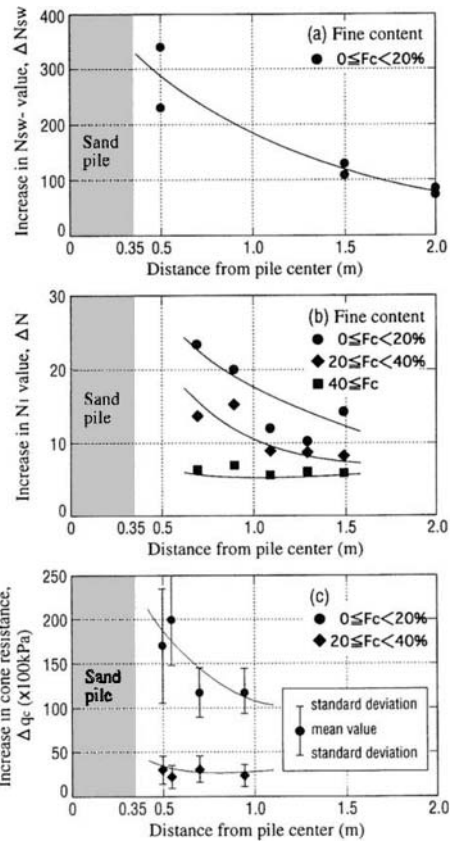 400
300
200
100
0
Increase in Nsw- value, ΔNsw
(a) Fine content
● 0≦Fc<20%
Sand
pile
0 0.35 0.5 1.0 1.5 2.0
Distance from pile center (m)
30
20
10
0
Increase in N1 value, ΔN
(b) Fine content
● 0≦Fc<20%
◆ 20≦Fc<40%
■ 40≦Fc
Sand
pile
0 0.35 0.5 1.0 1.5 2.0
Distance from pile center (m)
250
200
150
100
50
0
Increase in cone resistance,
Δqc (x100kPa)
(c)
● 0≦Fc<20%
◆ 20≦Fc<40%
Sand
pile
standard deviation
mean value
standard deviation
0 0.35 0.5 1.0 1.5 2.0
Distance from pile center (m)